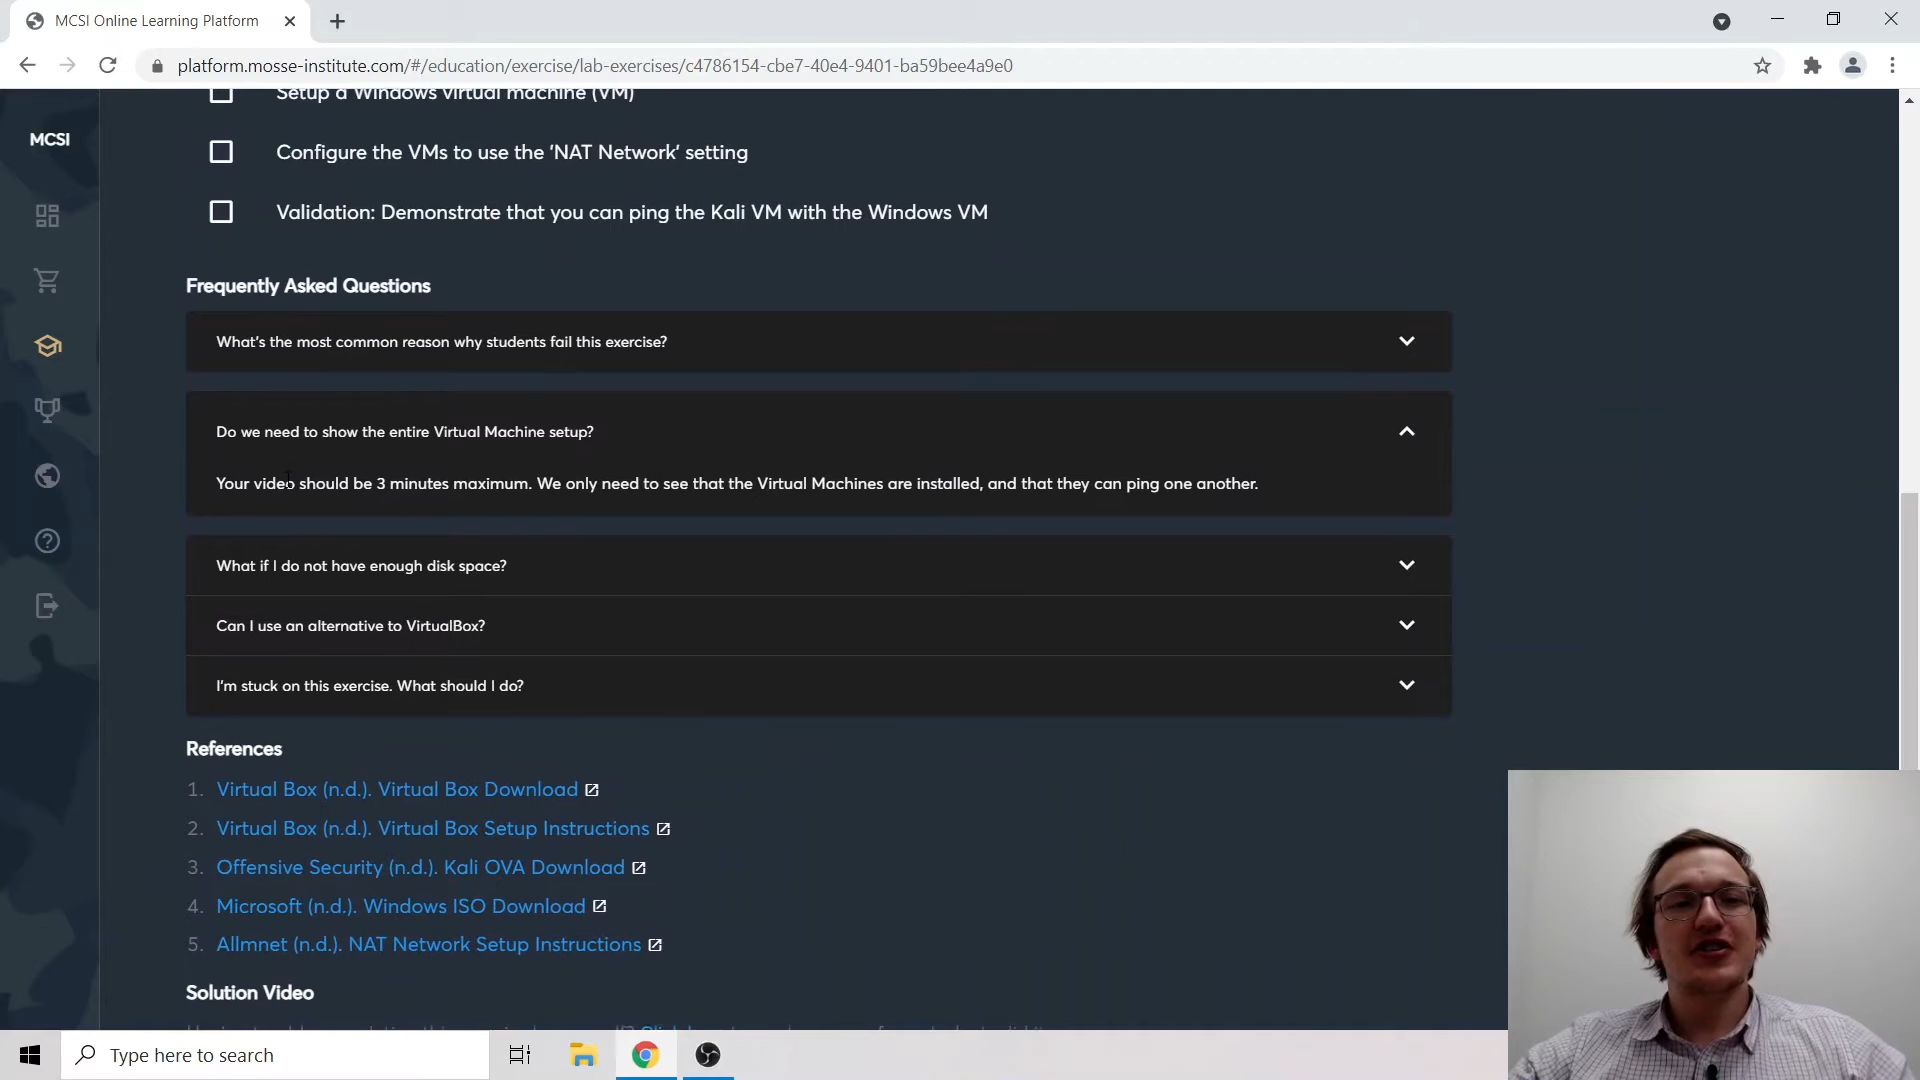 MCSI Online Learning Platform
platform.mosse-institute.com/#/education/exercise/lab-exercises/c4786154-cbe7-40e4-9401-ba59bee4a9e0
MCSI
Setup a Windows virtual machine (VM)
Configure the VMs to use the 'NAT Network' setting
Validation: Demonstrate that you can ping the Kali VM with the Windows VM
Frequently Asked Questions
What's the most common reason why students fail this exercise?
Do we need to show the entire Virtual Machine setup?
Your video should be 3 minutes maximum. We only need to see that the Virtual Machines are installed, and that they can ping one another.
What if I do not have enough disk space?
Can I use an alternative to VirtualBox?
I'm stuck on this exercise. What should I do?
References
1. Virtual Box (n.d.). Virtual Box Download
2. Virtual Box (n.d.). Virtual Box Setup Instructions
3. Offensive Security (n.d.). Kali OVA Download
4. Microsoft (n.d.). Windows ISO Download
5. Allmnet (n.d.). NAT Network Setup Instructions
Solution Video
Type here to search